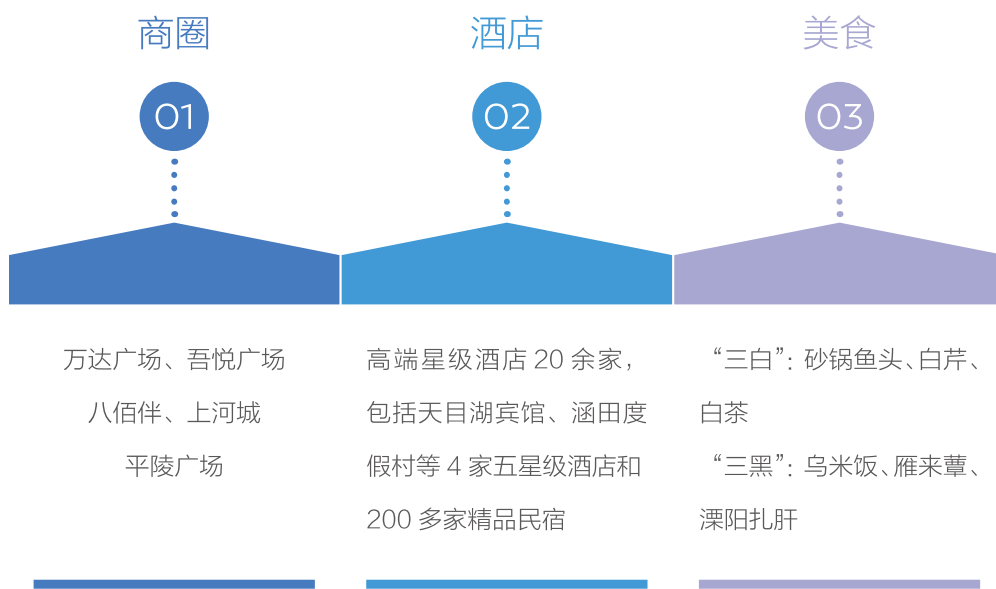 商圈
01
万达广场、吾悦广场
八佰伴、上河城
平陵广场
酒店
02
高端星级酒店 20 余家，
包括天目湖宾馆、涵田度
假村等 4 家五星级酒店和
200 多家精品民宿
美食
03
“三白”：砂锅鱼头、白芹、
白茶
“三黑”：乌米饭、雁来蕈、
溧阳扎肝